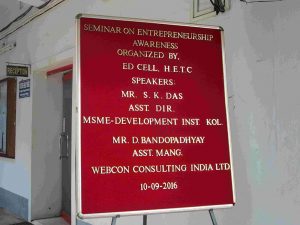 SEMINAR ON ENTREPRENEURSHIP
AWARENESS
ORGANIZED BY,
ED CELL, H.E.T.C
SPEAKERS:
MR. S.K. DAS
ASST. DIR.
MSME-DEVELOPMENT INST. KOL.
MR. D. BANDOPADHYAY
ASST. MANG.
WEBCON CONSULTING INDIA LTD
10-09-2016
RECEPTION